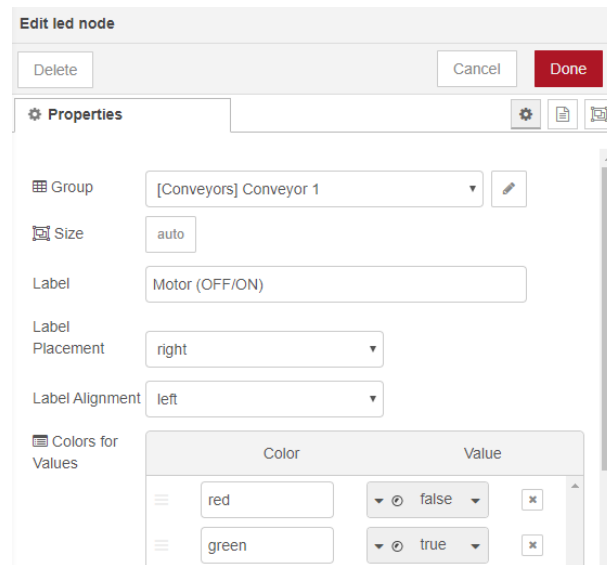 Edit led node
Delete Cancel Done
Properties
Group [Conveyors] Conveyor 1
Size auto
Label Motor (OFF/ON)
Label
Placement right
Label Alignment left
Colors for
Values
Color Value
red false
green true